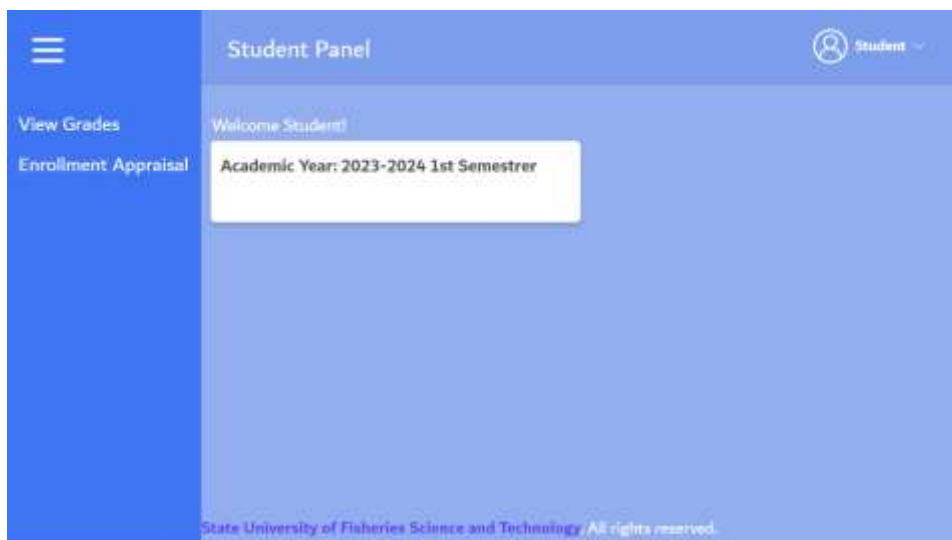 Student Panel
Student
View Grades
Enrollment Appraisal
Welcome Student!
Academic Year: 2023-2024 1st Semestrer
State University of Fisheries Science and Technology. All rights reserved.